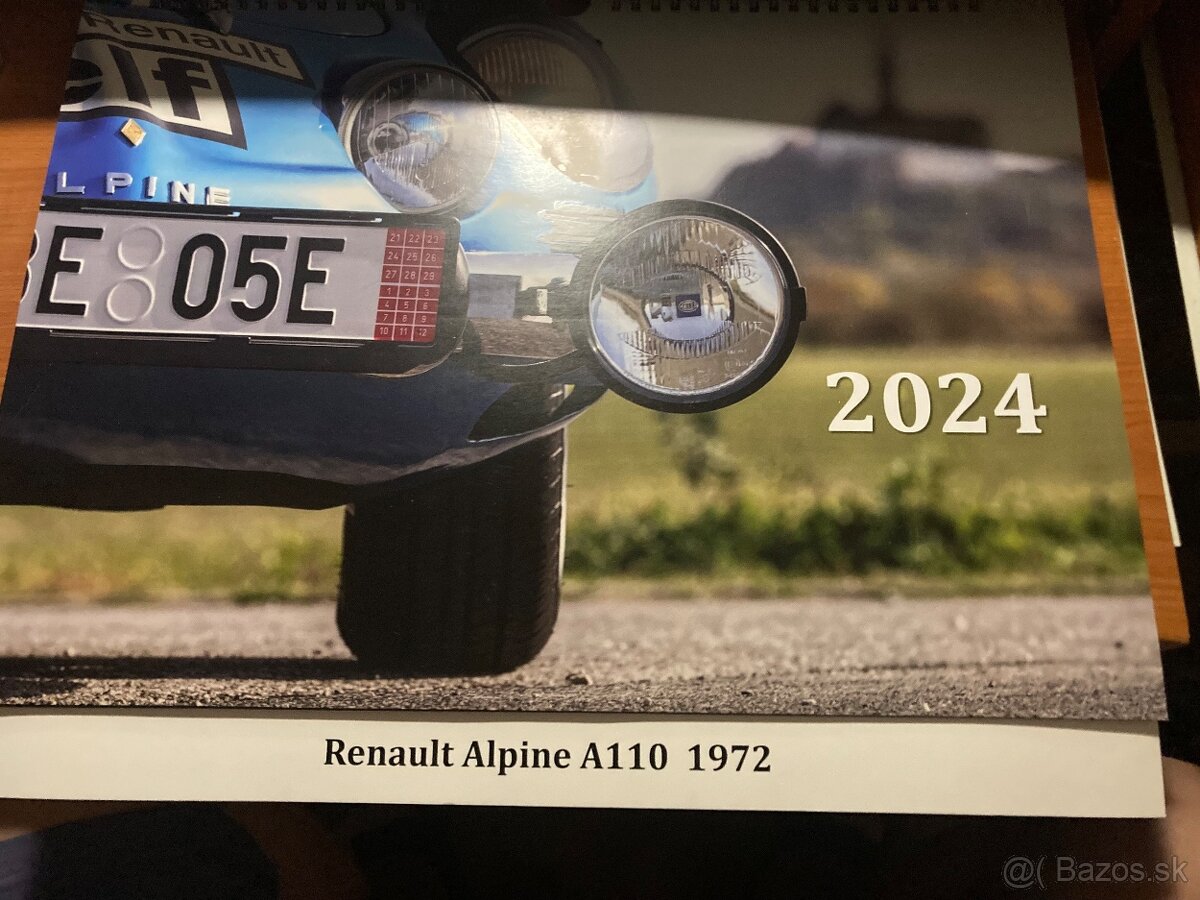 Renault
elf
LPINE
3E 05E
21 22 23
24 25 26
27 28 29
1 2 3
4 5 6
7 8 9
10 11 12
2024
Renault Alpine A110 1972
@( Bazos.sk